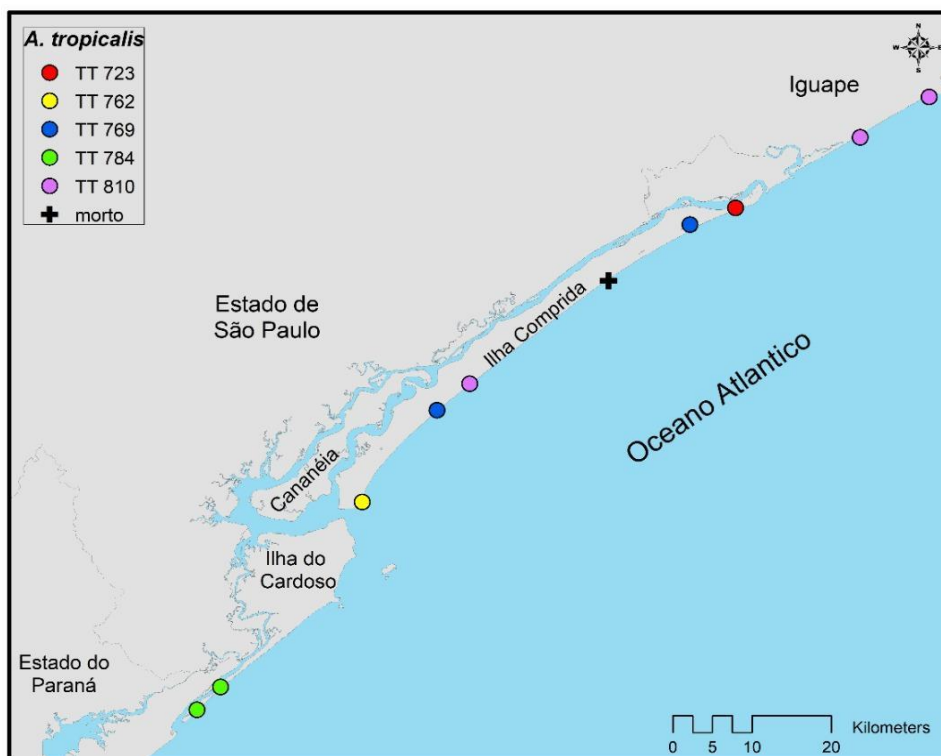 A. tropicalis
TT 723
TT 762
TT 769
TT 784
TT 810
morto
N
W
E
S
Iguape
Estado de
São Paulo
Ilha Comprida
Oceano Atlantico
Cananéia
Ilha do
Cardoso
Estado do
Paraná
Kilometers
0 5 10 20